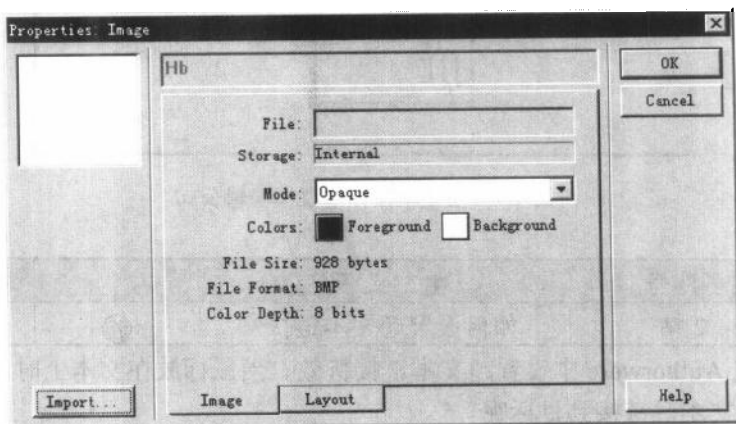 Properties: Image
Hb
OK
Cancel
File:
Storage: Internal
Mode: Opaque
Colors: Foreground Background
File Size: 928 bytes
File Format: BMP
Color Depth: 8 bits
Import...
Image Layout
Help